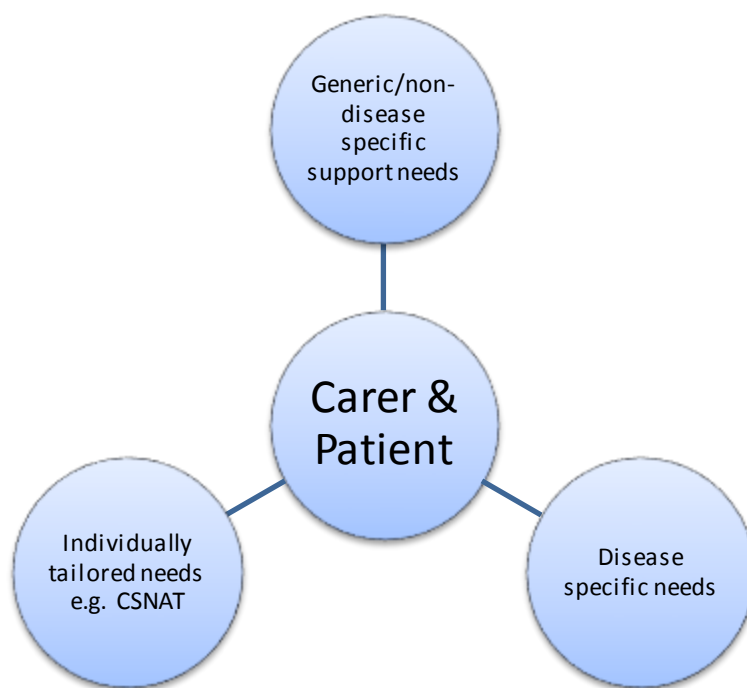 Generic/non-
disease
specific
support needs
Carer &
Patient
Individually
tailored needs
e.g. CSNAT
Disease
specific needs